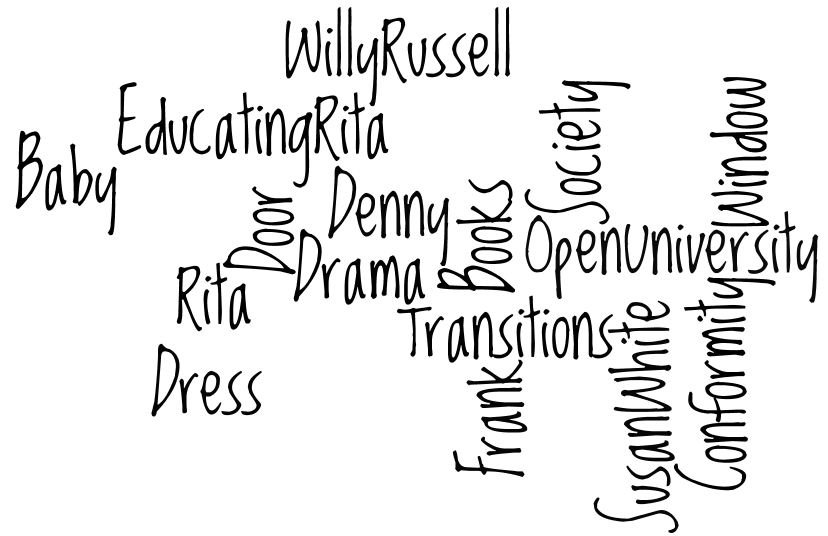 WillyRussell
EducatingRita
Society
Window
Baby
Denny
Books
Door
OpenUniversity
Drama
Rita
Transitions
SusanWhite
Conformity
Dress
Frank